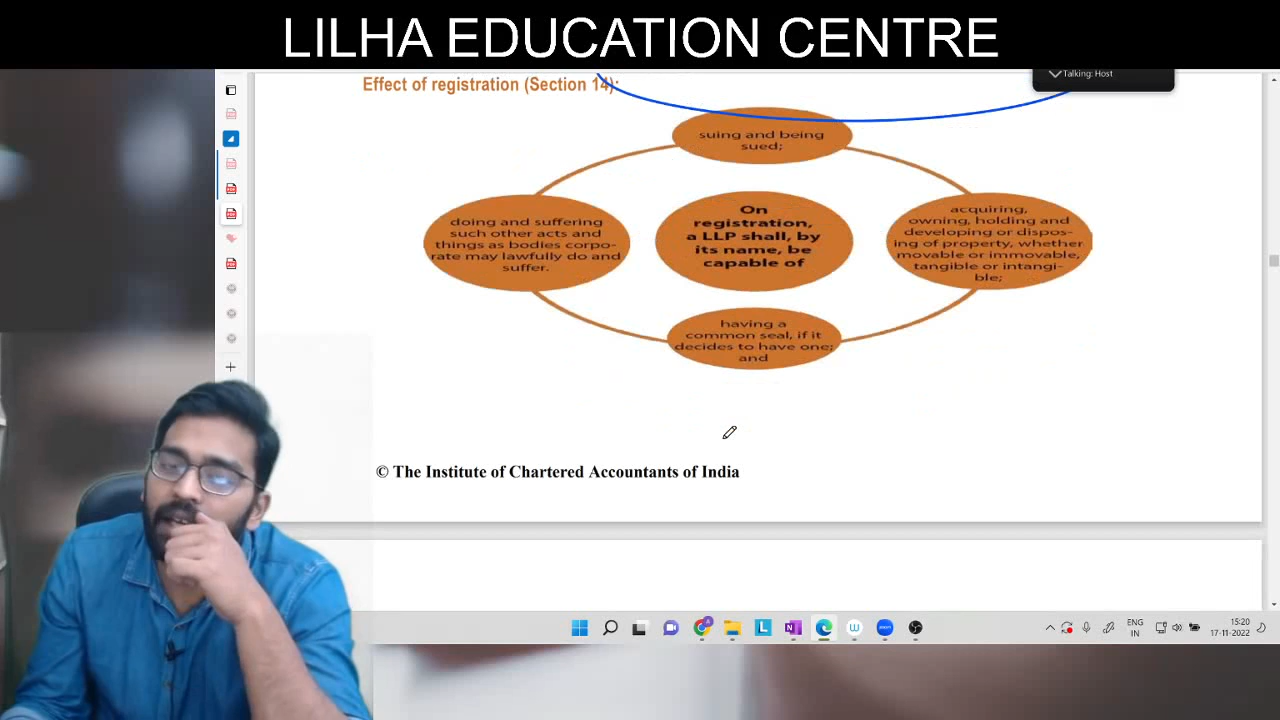 LILHA EDUCATION CENTRE
Talking: Host
Effect of registration (Section 14):
suing and being
sued;
doing and suffering
such other acts and
things as bodies corpo-
rate may lawfully do and
suffer.
On
registration,
a LLP shall, by
its name, be
capable of
acquiring,
owning, holding and
developing or dispos-
ing of property, whether
movable or immovable,
tangible or intangi-
ble;
having a
common seal, if it
decides to have one;
and
© The Institute of Chartered Accountants of India
ENG
IN
15:20
17-11-2022